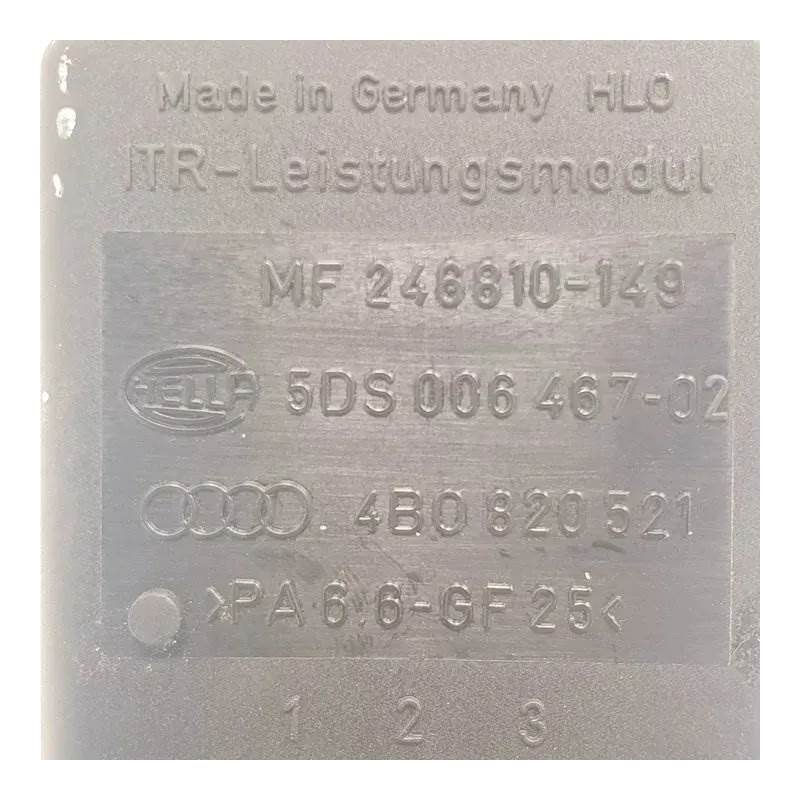 Made in Germany HLO
ITR-Leistungsmodul
MF 246810-149
HELLA 5DS 006 467-02
4B0 820 521
>PA 6.6-GF 25<
1 2 3